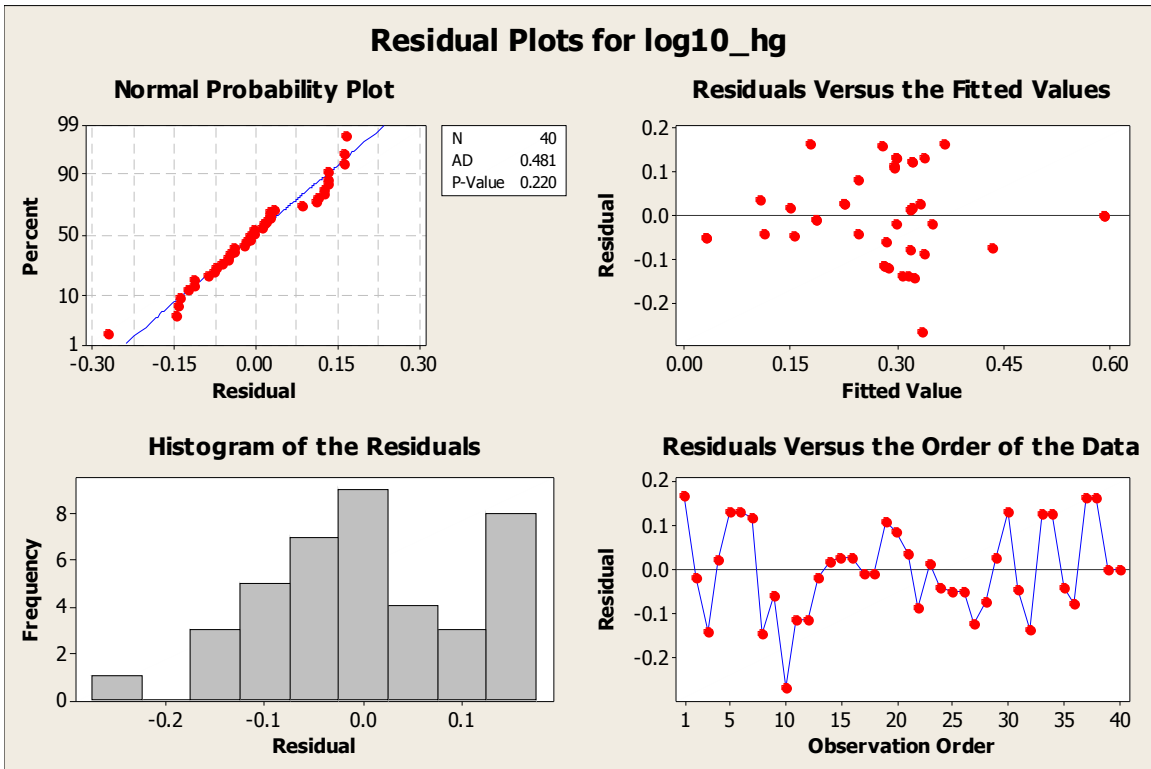 Residual Plots for log10_hg
Normal Probability Plot
99
90
50
10
1
Percent
-0.30 -0.15 0.00 0.15 0.30
Residual
N 40
AD 0.481
P-Value 0.220
Residuals Versus the Fitted Values
0.2
0.1
0.0
-0.1
-0.2
Residual
0.00 0.15 0.30 0.45 0.60
Fitted Value
Histogram of the Residuals
8
6
4
2
0
Frequency
-0.2 -0.1 0.0 0.1
Residual
Residuals Versus the Order of the Data
0.2
0.1
0.0
-0.1
-0.2
Residual
1 5 10 15 20 25 30 35 40
Observation Order